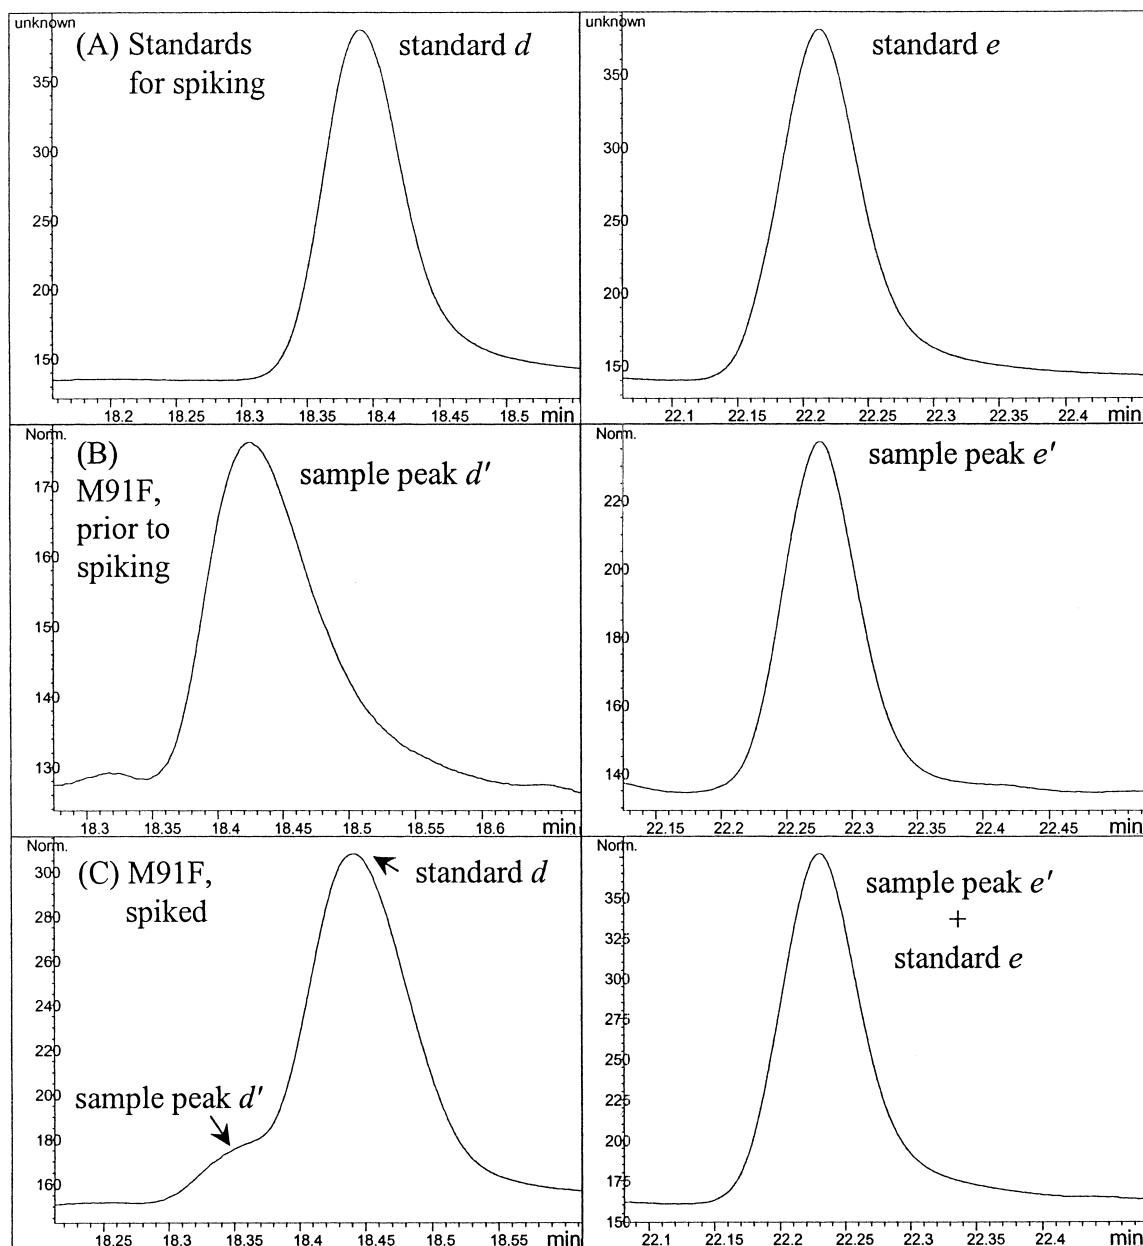 unknown
(A) Standards
for spiking
standard d
350
300
250
200
150
18.2 18.25 18.3 18.35 18.4 18.45 18.5 min
unknown
standard e
350
300
250
200
150
22.1 22.15 22.2 22.25 22.3 22.35 22.4 min
Norm.
(B)
M91F,
prior to
spiking
sample peak d′
170
160
150
140
130
18.3 18.35 18.4 18.45 18.5 18.55 18.6 min
Norm.
sample peak e′
220
200
180
160
140
22.15 22.2 22.25 22.3 22.35 22.4 22.45 min
Norm.
(C) M91F,
spiked
standard d
sample peak d′
300
280
260
240
220
200
180
160
18.25 18.3 18.35 18.4 18.45 18.5 18.55 min
Norm.
sample peak e′
+
standard e
350
325
300
275
250
225
200
175
150
22.1 22.15 22.2 22.25 22.3 22.35 22.4 min